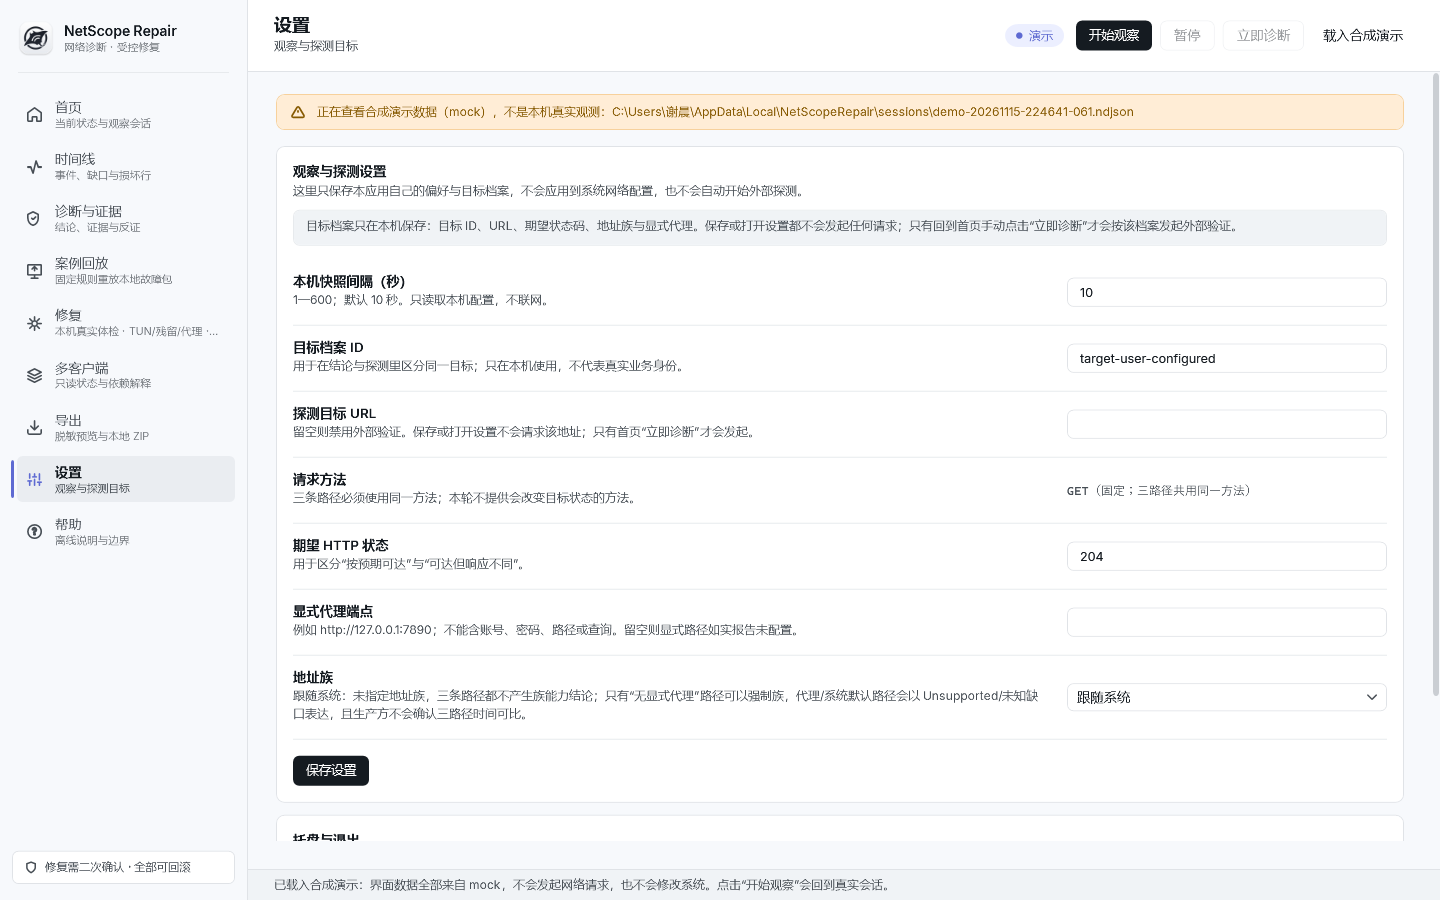 NetScope Repair
网络诊断 · 受控修复
首页
当前状态与观察会话
时间线
事件、缺口与损坏行
诊断与证据
结论、证据与反证
案例回放
固定规则重放本地故障包
修复
本机真实体检 · TUN/残留/代理 ·...
多客户端
只读状态与依赖解释
导出
脱敏预览与本地 ZIP
设置
观察与探测目标
帮助
离线说明与边界
修复需二次确认 · 全部可回滚
设置
观察与探测目标
演示
开始观察
暂停
立即诊断
载入合成演示
正在查看合成演示数据（mock），不是本机真实观测：C:\Users\谢晨\AppData\Local\NetScopeRepair\sessions\demo-20261115-224641-061.ndjson
观察与探测设置
这里只保存本应用自己的偏好与目标档案，不会应用到系统网络配置，也不会自动开始外部探测。
目标档案只在本机保存：目标 ID、URL、期望状态码、地址族与显式代理。保存或打开设置都不会发起任何请求；只有回到首页手动点击“立即诊断”才会按该档案发起外部验证。
本机快照间隔（秒）
1—600；默认 10 秒。只读取本机配置，不联网。
10
目标档案 ID
用于在结论与探测里区分同一目标；只在本机使用，不代表真实业务身份。
target-user-configured
探测目标 URL
留空则禁用外部验证。保存或打开设置不会请求该地址；只有首页“立即诊断”才会发起。
请求方法
三条路径必须使用同一方法；本轮不提供会改变目标状态的方法。
GET（固定；三路径共用同一方法）
期望 HTTP 状态
用于区分“按预期可达”与“可达但响应不同”。
204
显式代理端点
例如 http://127.0.0.1:7890；不能含账号、密码、路径或查询。留空则显式路径如实报告未配置。
地址族
跟随系统：未指定地址族，三条路径都不产生族能力结论；只有“无显式代理”路径可以强制族，代理/系统默认路径会以 Unsupported/未知缺
口表达，且生产方不会确认三路径时间可比。
跟随系统
保存设置
托盘与退出
已载入合成演示：界面数据全部来自 mock，不会发起网络请求，也不会修改系统。点击“开始观察”会回到真实会话。